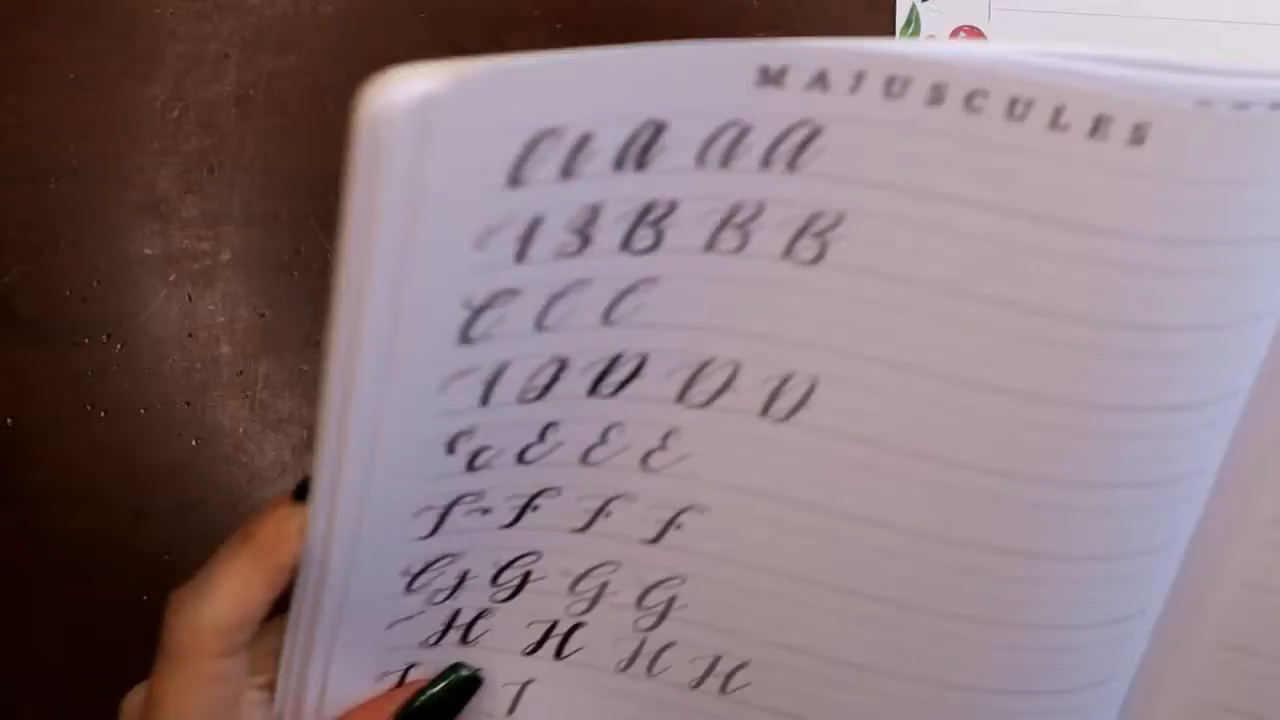 MAJUSCULES
a a a
B B B B
C C C
D D D
E E E
F F F
G G G
H H H H